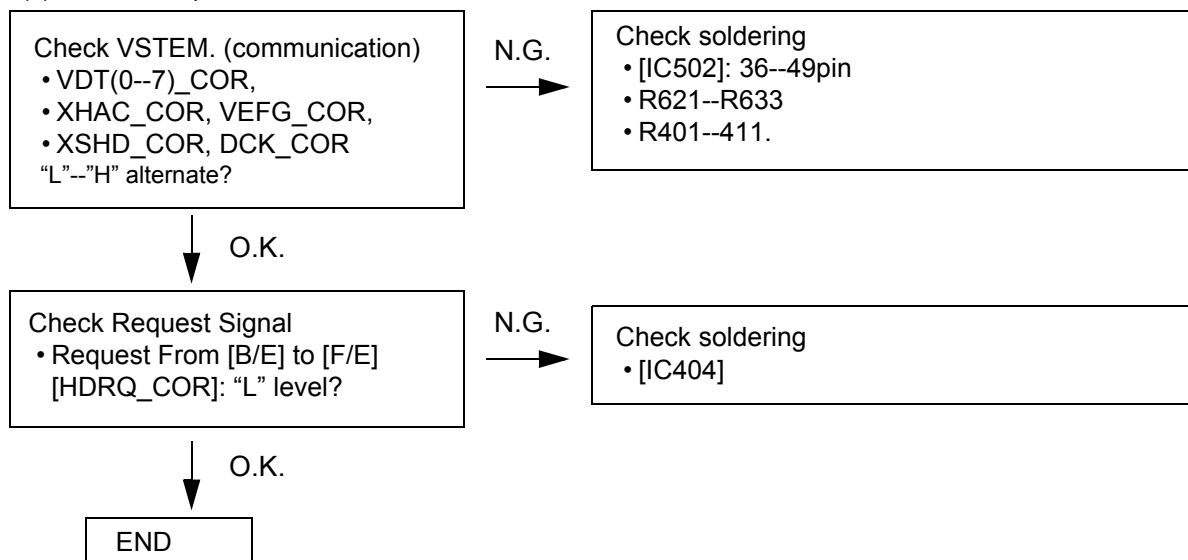 Check VSTEM. (communication)
• VDT(0--7)_COR,
• XHAC_COR, VEFG_COR,
• XSHD_COR, DCK_COR
“L”--”H” alternate?
N.G.
Check soldering
• [IC502]: 36--49pin
• R621--R633
• R401--411.
O.K.
Check Request Signal
• Request From [B/E] to [F/E]
[HDRQ_COR]: “L” level?
N.G.
Check soldering
• [IC404]
O.K.
END